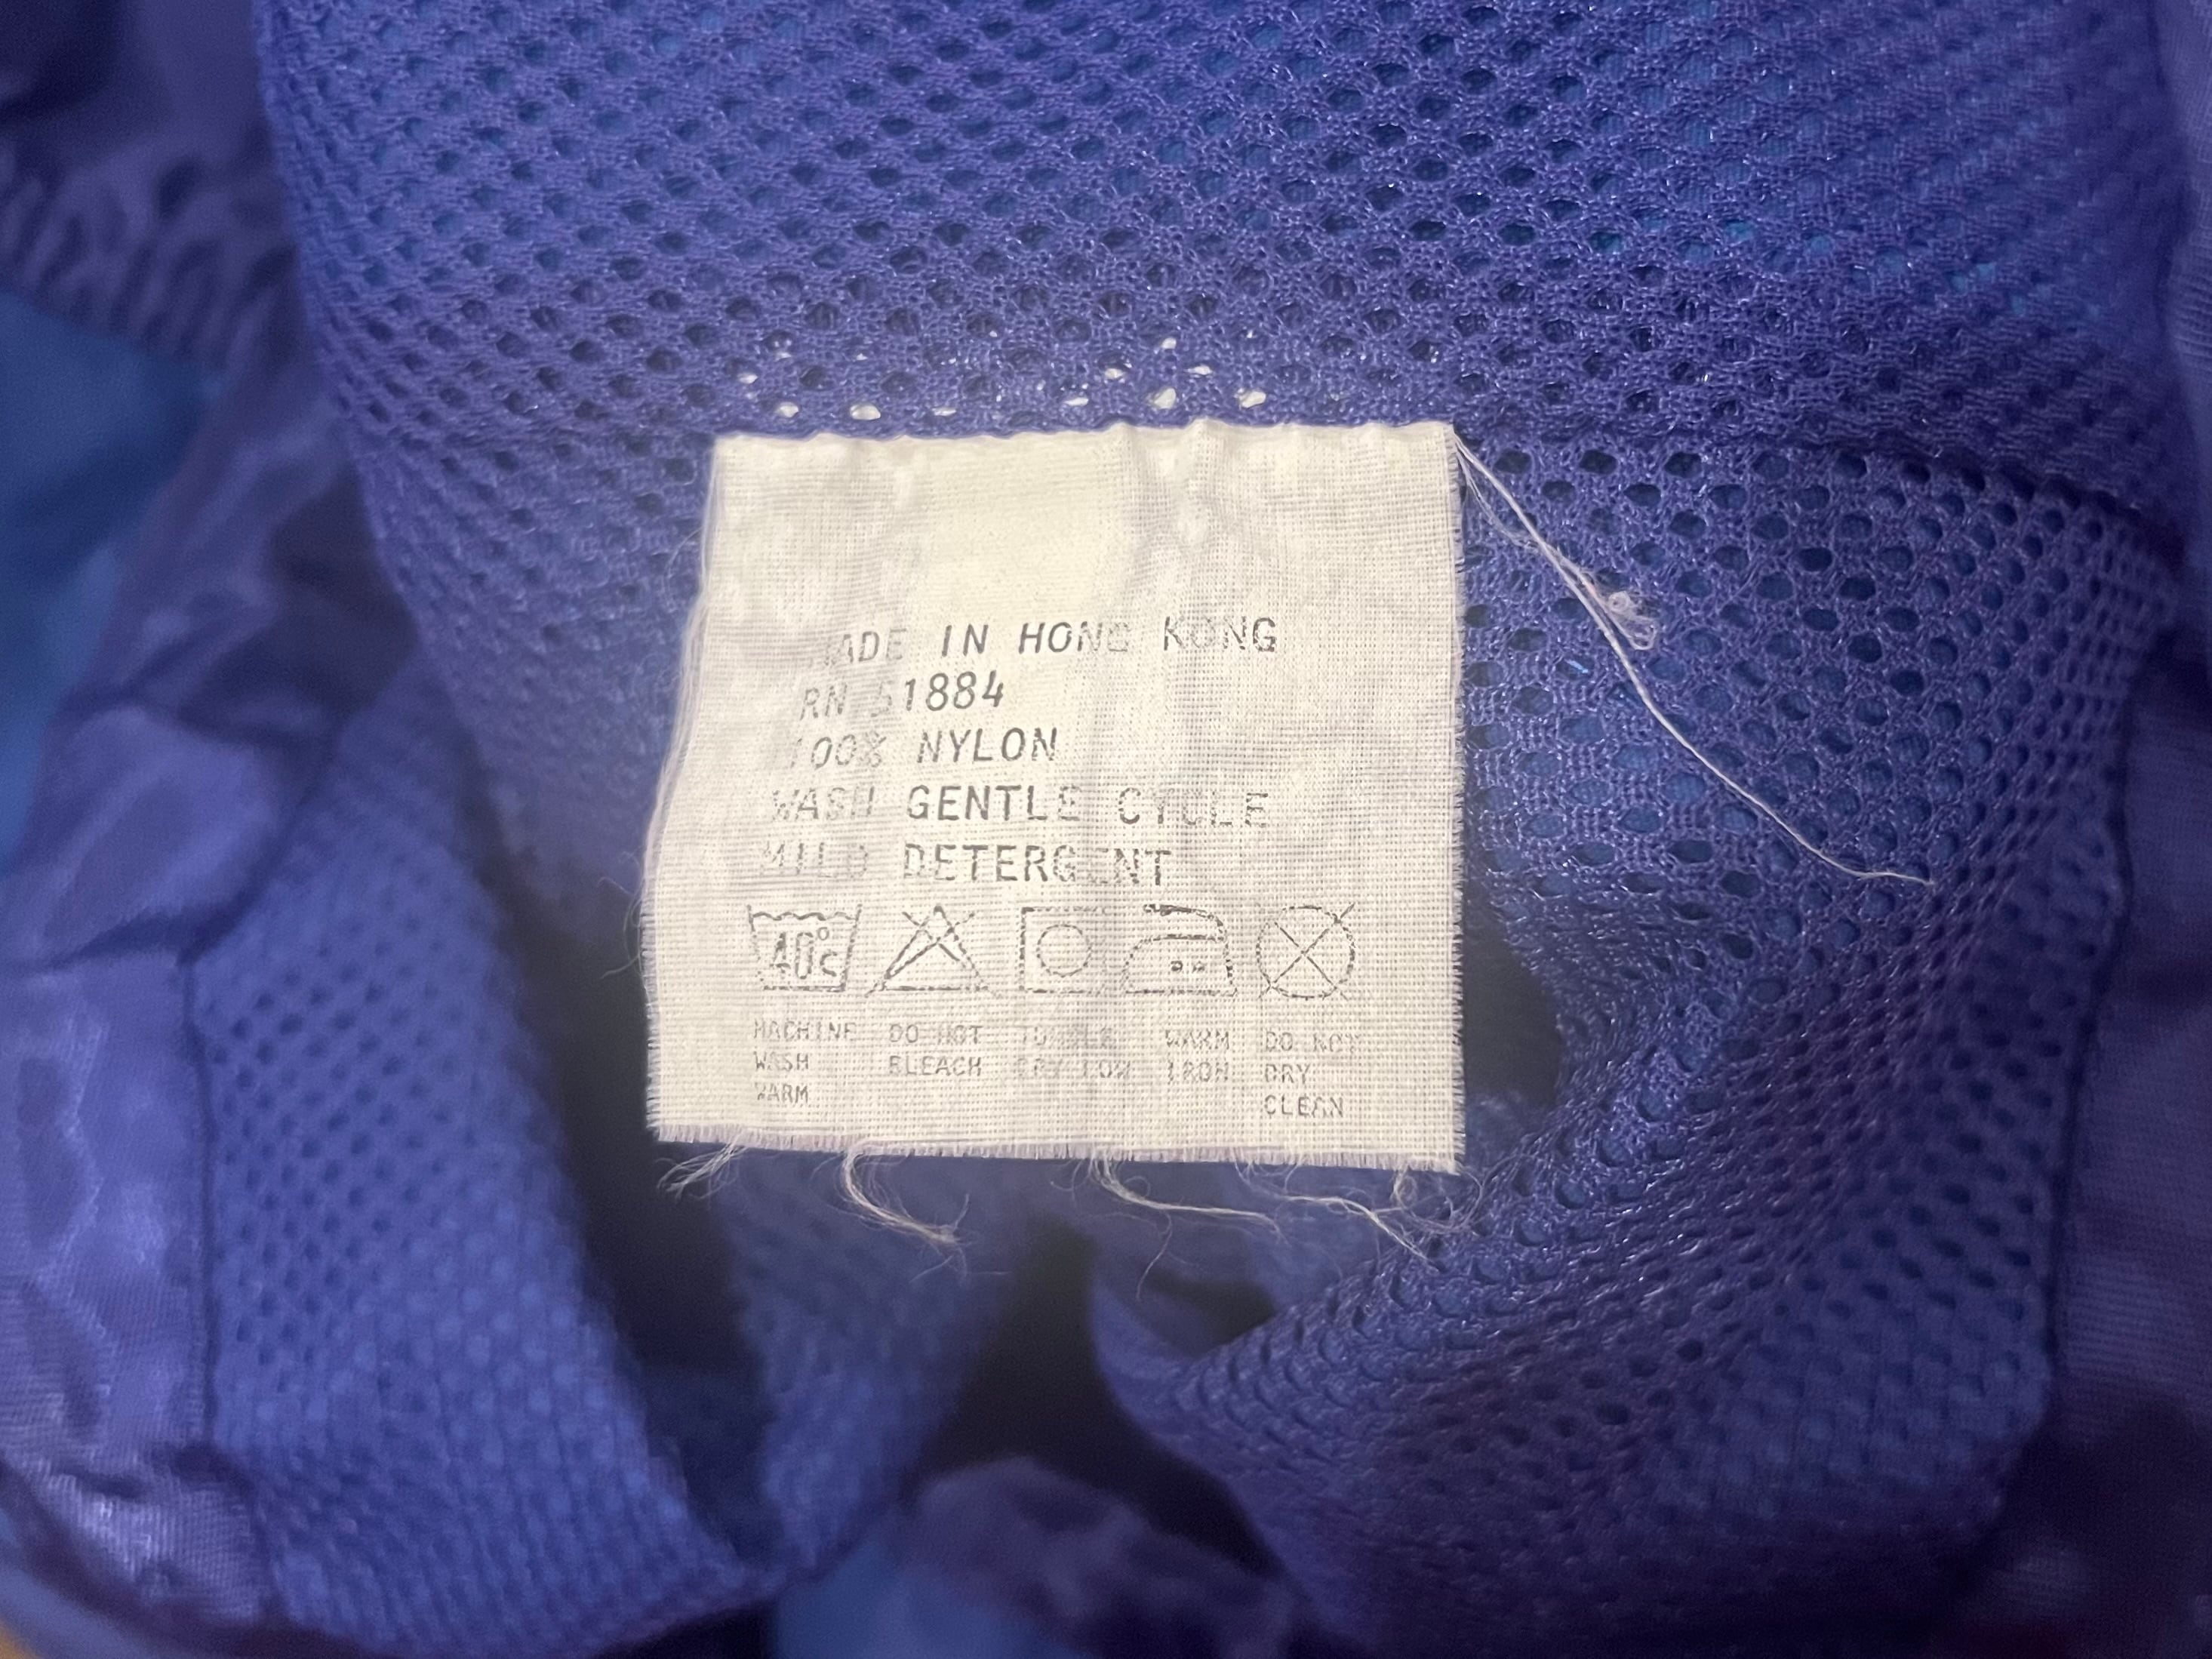 MADE IN HONG KONG
RN 51884
100% NYLON
WASH GENTLE CYCLE
MILD DETERGENT
40°c
MACHINE WASH WARM
DO NOT BLEACH
TUMBLE DRY LOW
WARM IRON
DO NOT DRY CLEAN